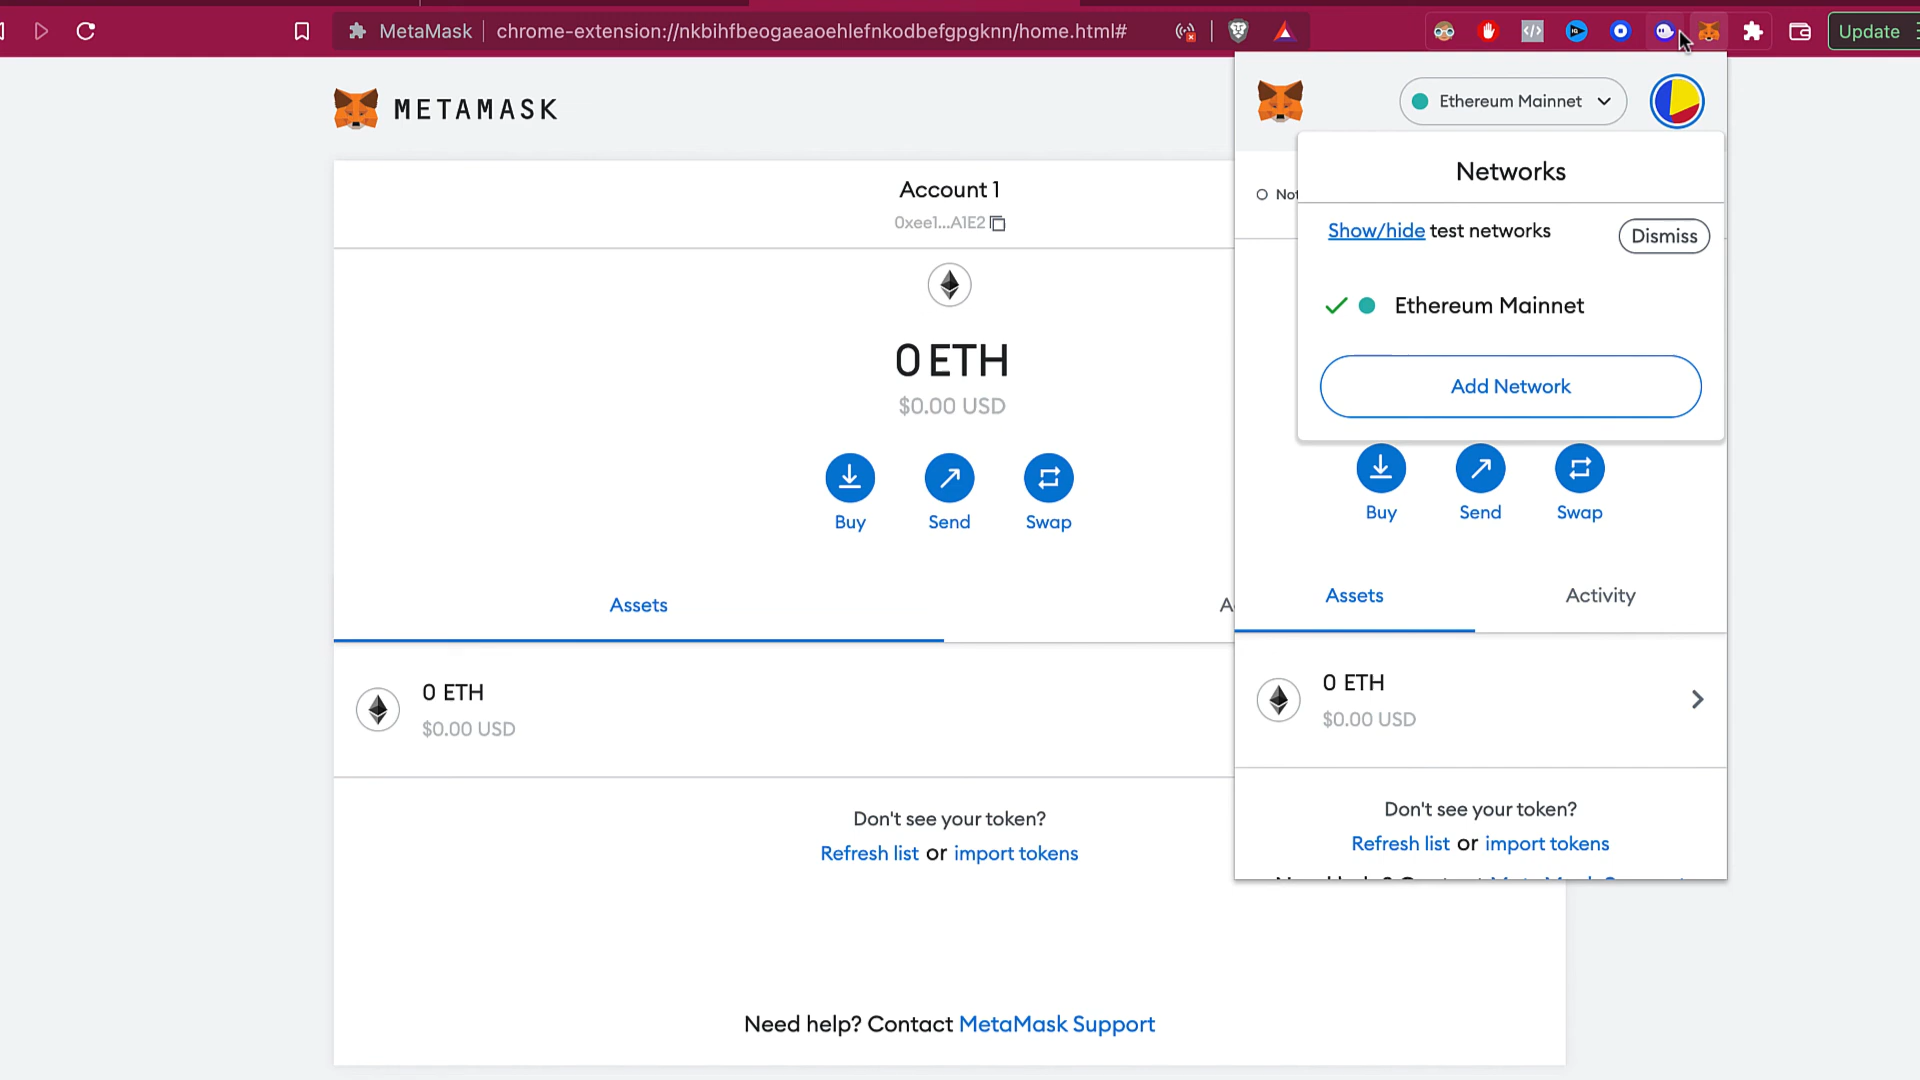 MetaMask
chrome-extension://nkbihfbeogaeaoehlefnkodbefgpgknn/home.html#
Update
METAMASK
Account 1
0xee1...A1E2
0 ETH
$0.00 USD
Buy
Send
Swap
Assets
0 ETH
$0.00 USD
Don't see your token?
Refresh list or import tokens
Need help? Contact MetaMask Support
Ethereum Mainnet
Networks
Show/hide test networks
Dismiss
Ethereum Mainnet
Add Network
Buy
Send
Swap
Assets
Activity
0 ETH
$0.00 USD
Don't see your token?
Refresh list or import tokens